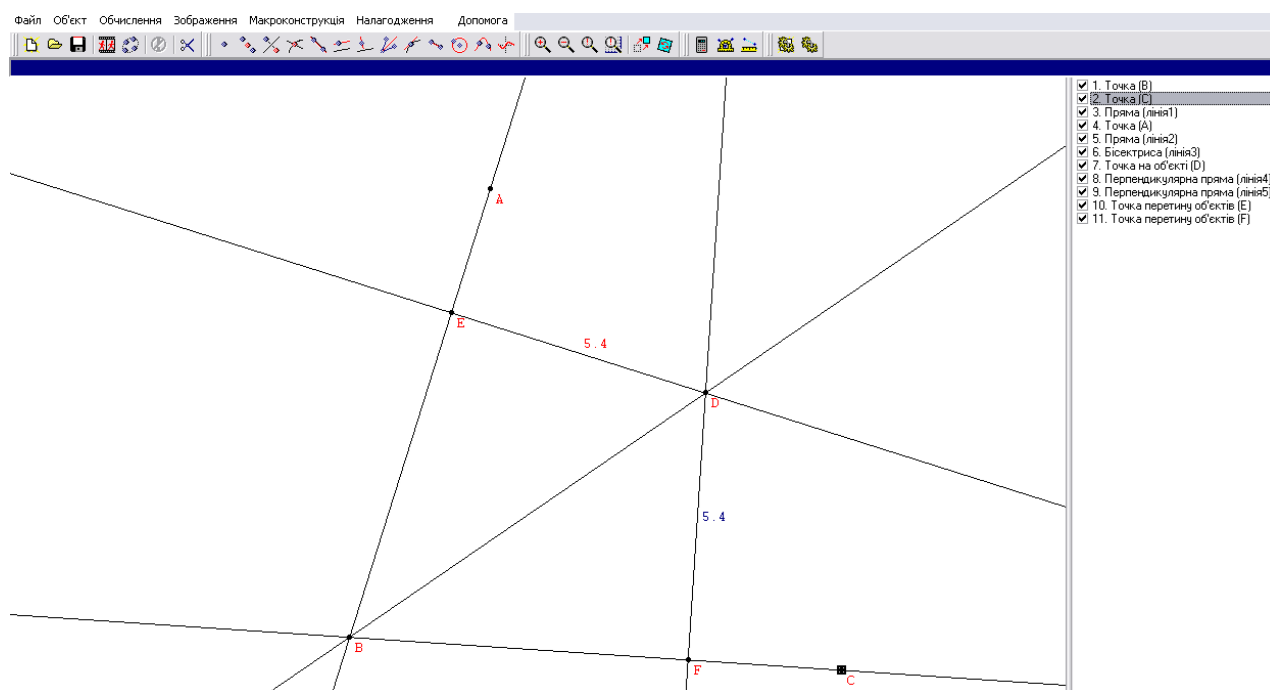 Файл Об'єкт Обчислення Зображення Макроконструкція Налагодження Допомога
1. Точка (B)
2. Точка (C)
3. Пряма (лінія1)
4. Точка (A)
5. Пряма (лінія2)
6. Бісектриса (лінія3)
7. Точка на об'єкті (D)
8. Перпендикулярна пряма (лінія4)
9. Перпендикулярна пряма (лінія5)
10. Точка перетину об'єктів (E)
11. Точка перетину об'єктів (F)
A
E
5.4
D
5.4
B
F
C